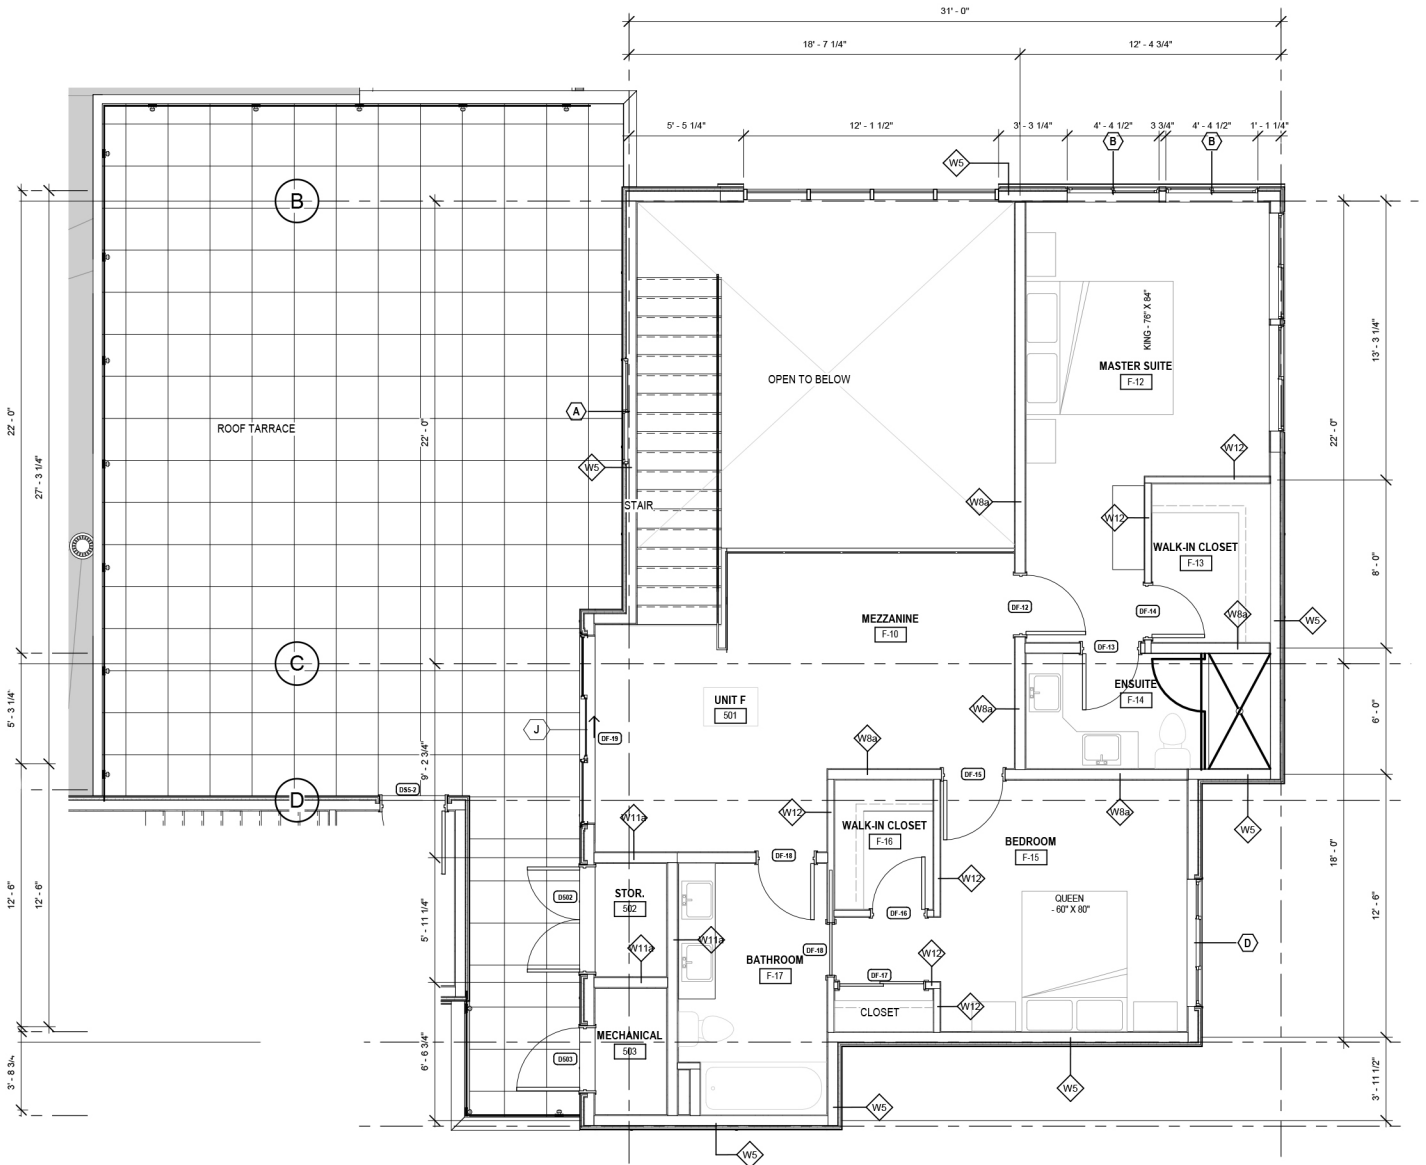 31' - 0"
18' - 7 1/4"
12' - 4 3/4"
5' - 5 1/4"
12' - 1 1/2"
3' - 3 1/4"
4' - 4 1/2"
3 3/4"
4' - 4 1/2"
1' - 1 1/4"
B
B
W5
B
KING - 76" X 84"
13' - 3 1/4"
MASTER SUITE
F-12
OPEN TO BELOW
A
22' - 0"
27' - 3 1/4"
ROOF TARRACE
22' - 0"
22' - 0"
W12
W5
STAIR
W8a
W12
WALK-IN CLOSET
F-13
8' - 0"
DF-12
DF-14
W8a
W5
MEZZANINE
F-10
DF-13
C
ENSUITE
F-14
5' - 3 1/4"
UNIT F
501
W8a
6' - 0"
J
DF-19
W8a
9' - 2 3/4"
DF-15
DS5-2
D
W11a
W12
W8a
W5
WALK-IN CLOSET
F-16
BEDROOM
F-15
18' - 0"
DF-18
W12
12' - 6"
12' - 6"
5' - 11 1/4"
D502
STOR.
502
QUEEN
- 60" X 80"
12' - 6"
DF-16
W11a
W11a
DF-18
W12
D
BATHROOM
F-17
DF-17
W12
CLOSET
MECHANICAL
503
D503
6' - 6 3/4"
3' - 8 3/4"
W5
W5
3' - 11 1/2"
W5